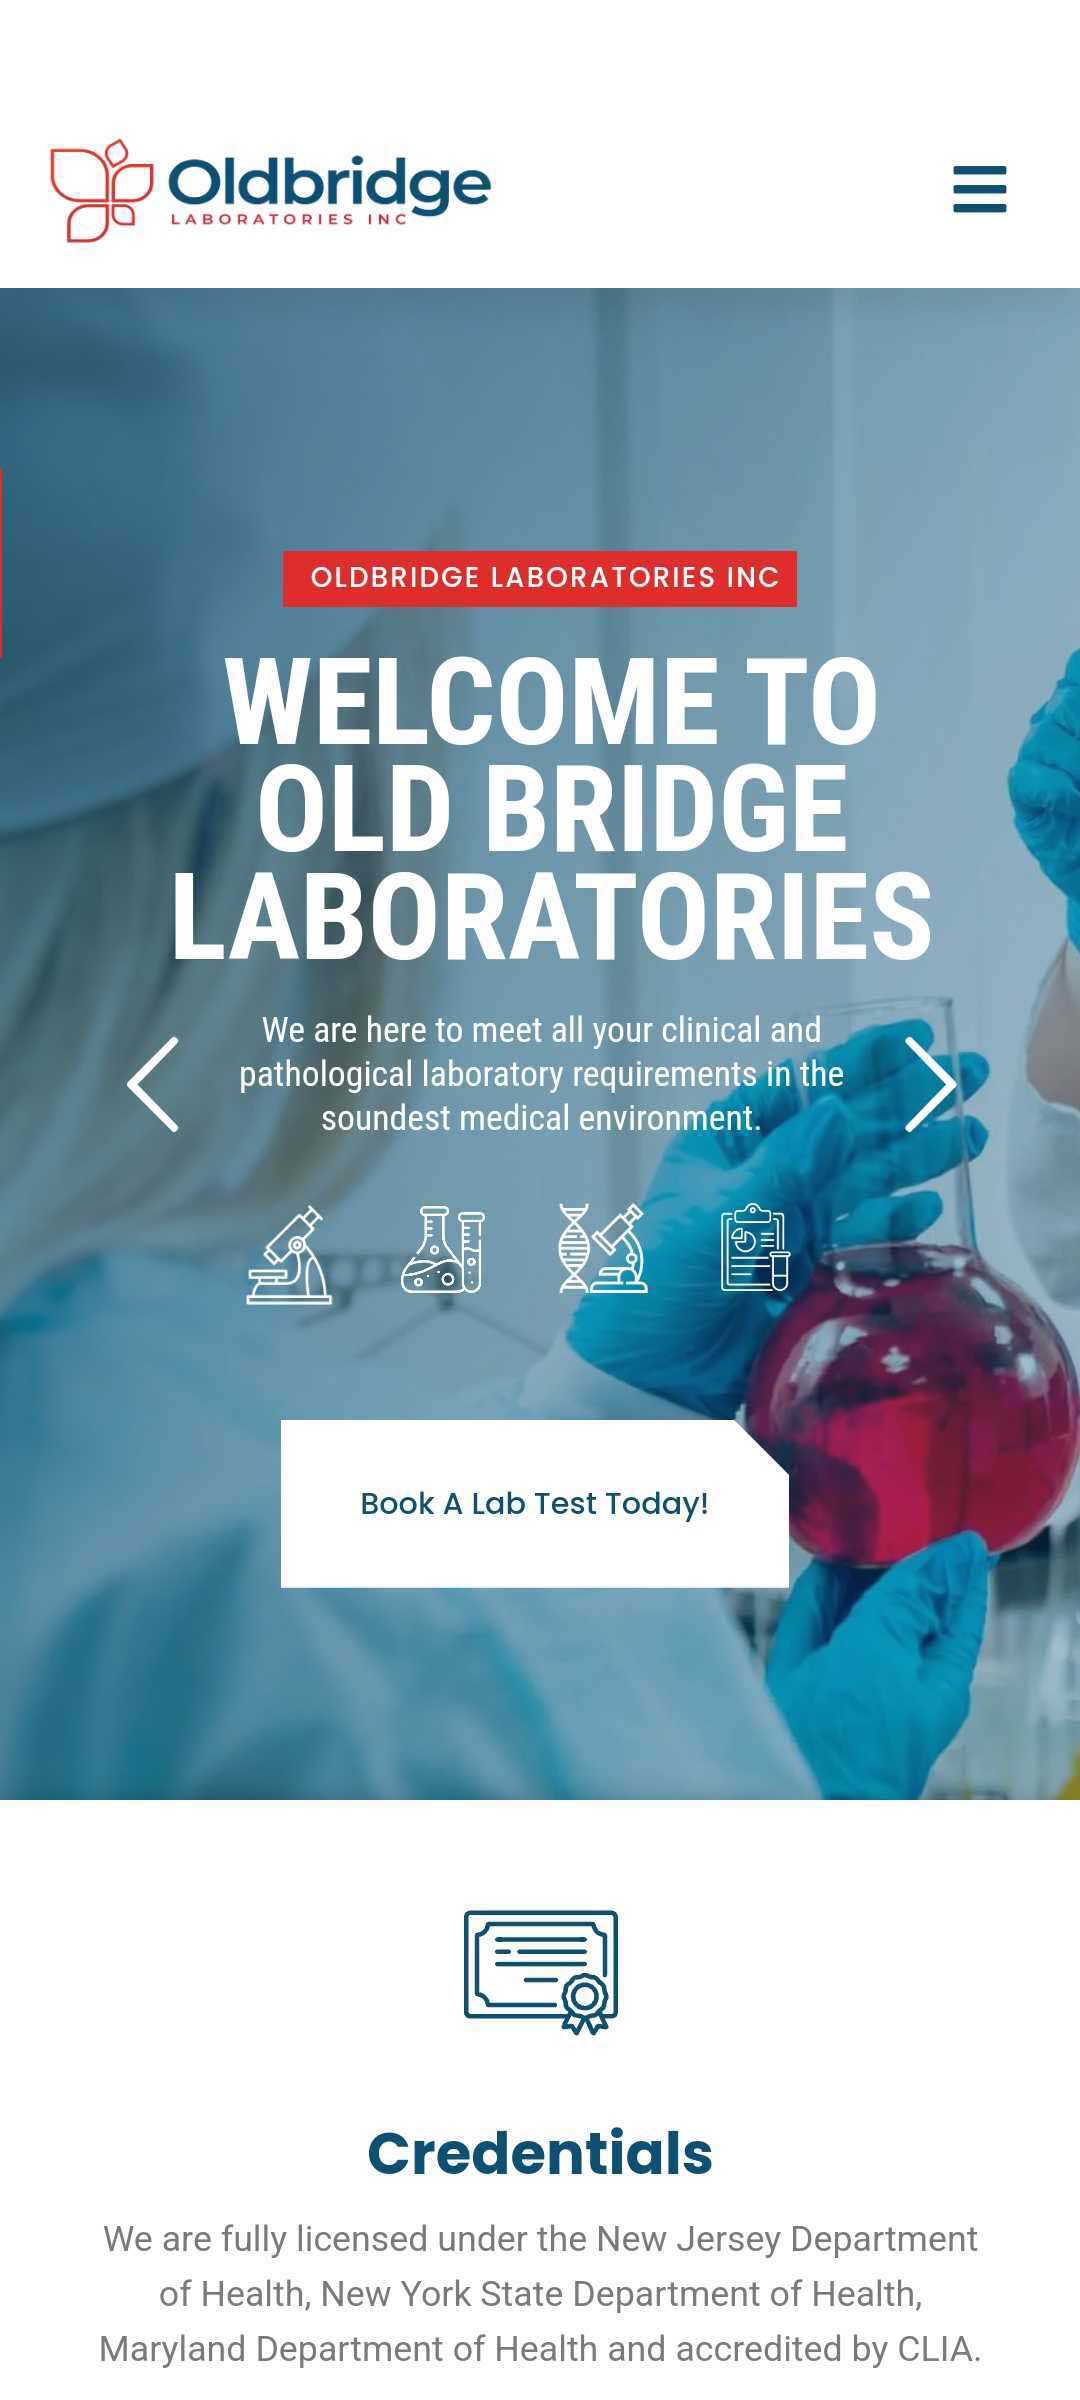 Oldbridge
LABORATORIES INC
OLDBRIDGE LABORATORIES INC
WELCOME TO
OLD BRIDGE
LABORATORIES
We are here to meet all your clinical and
pathological laboratory requirements in the
soundest medical environment.
Book A Lab Test Today!
Credentials
We are fully licensed under the New Jersey Department
of Health, New York State Department of Health,
Maryland Department of Health and accredited by CLIA.